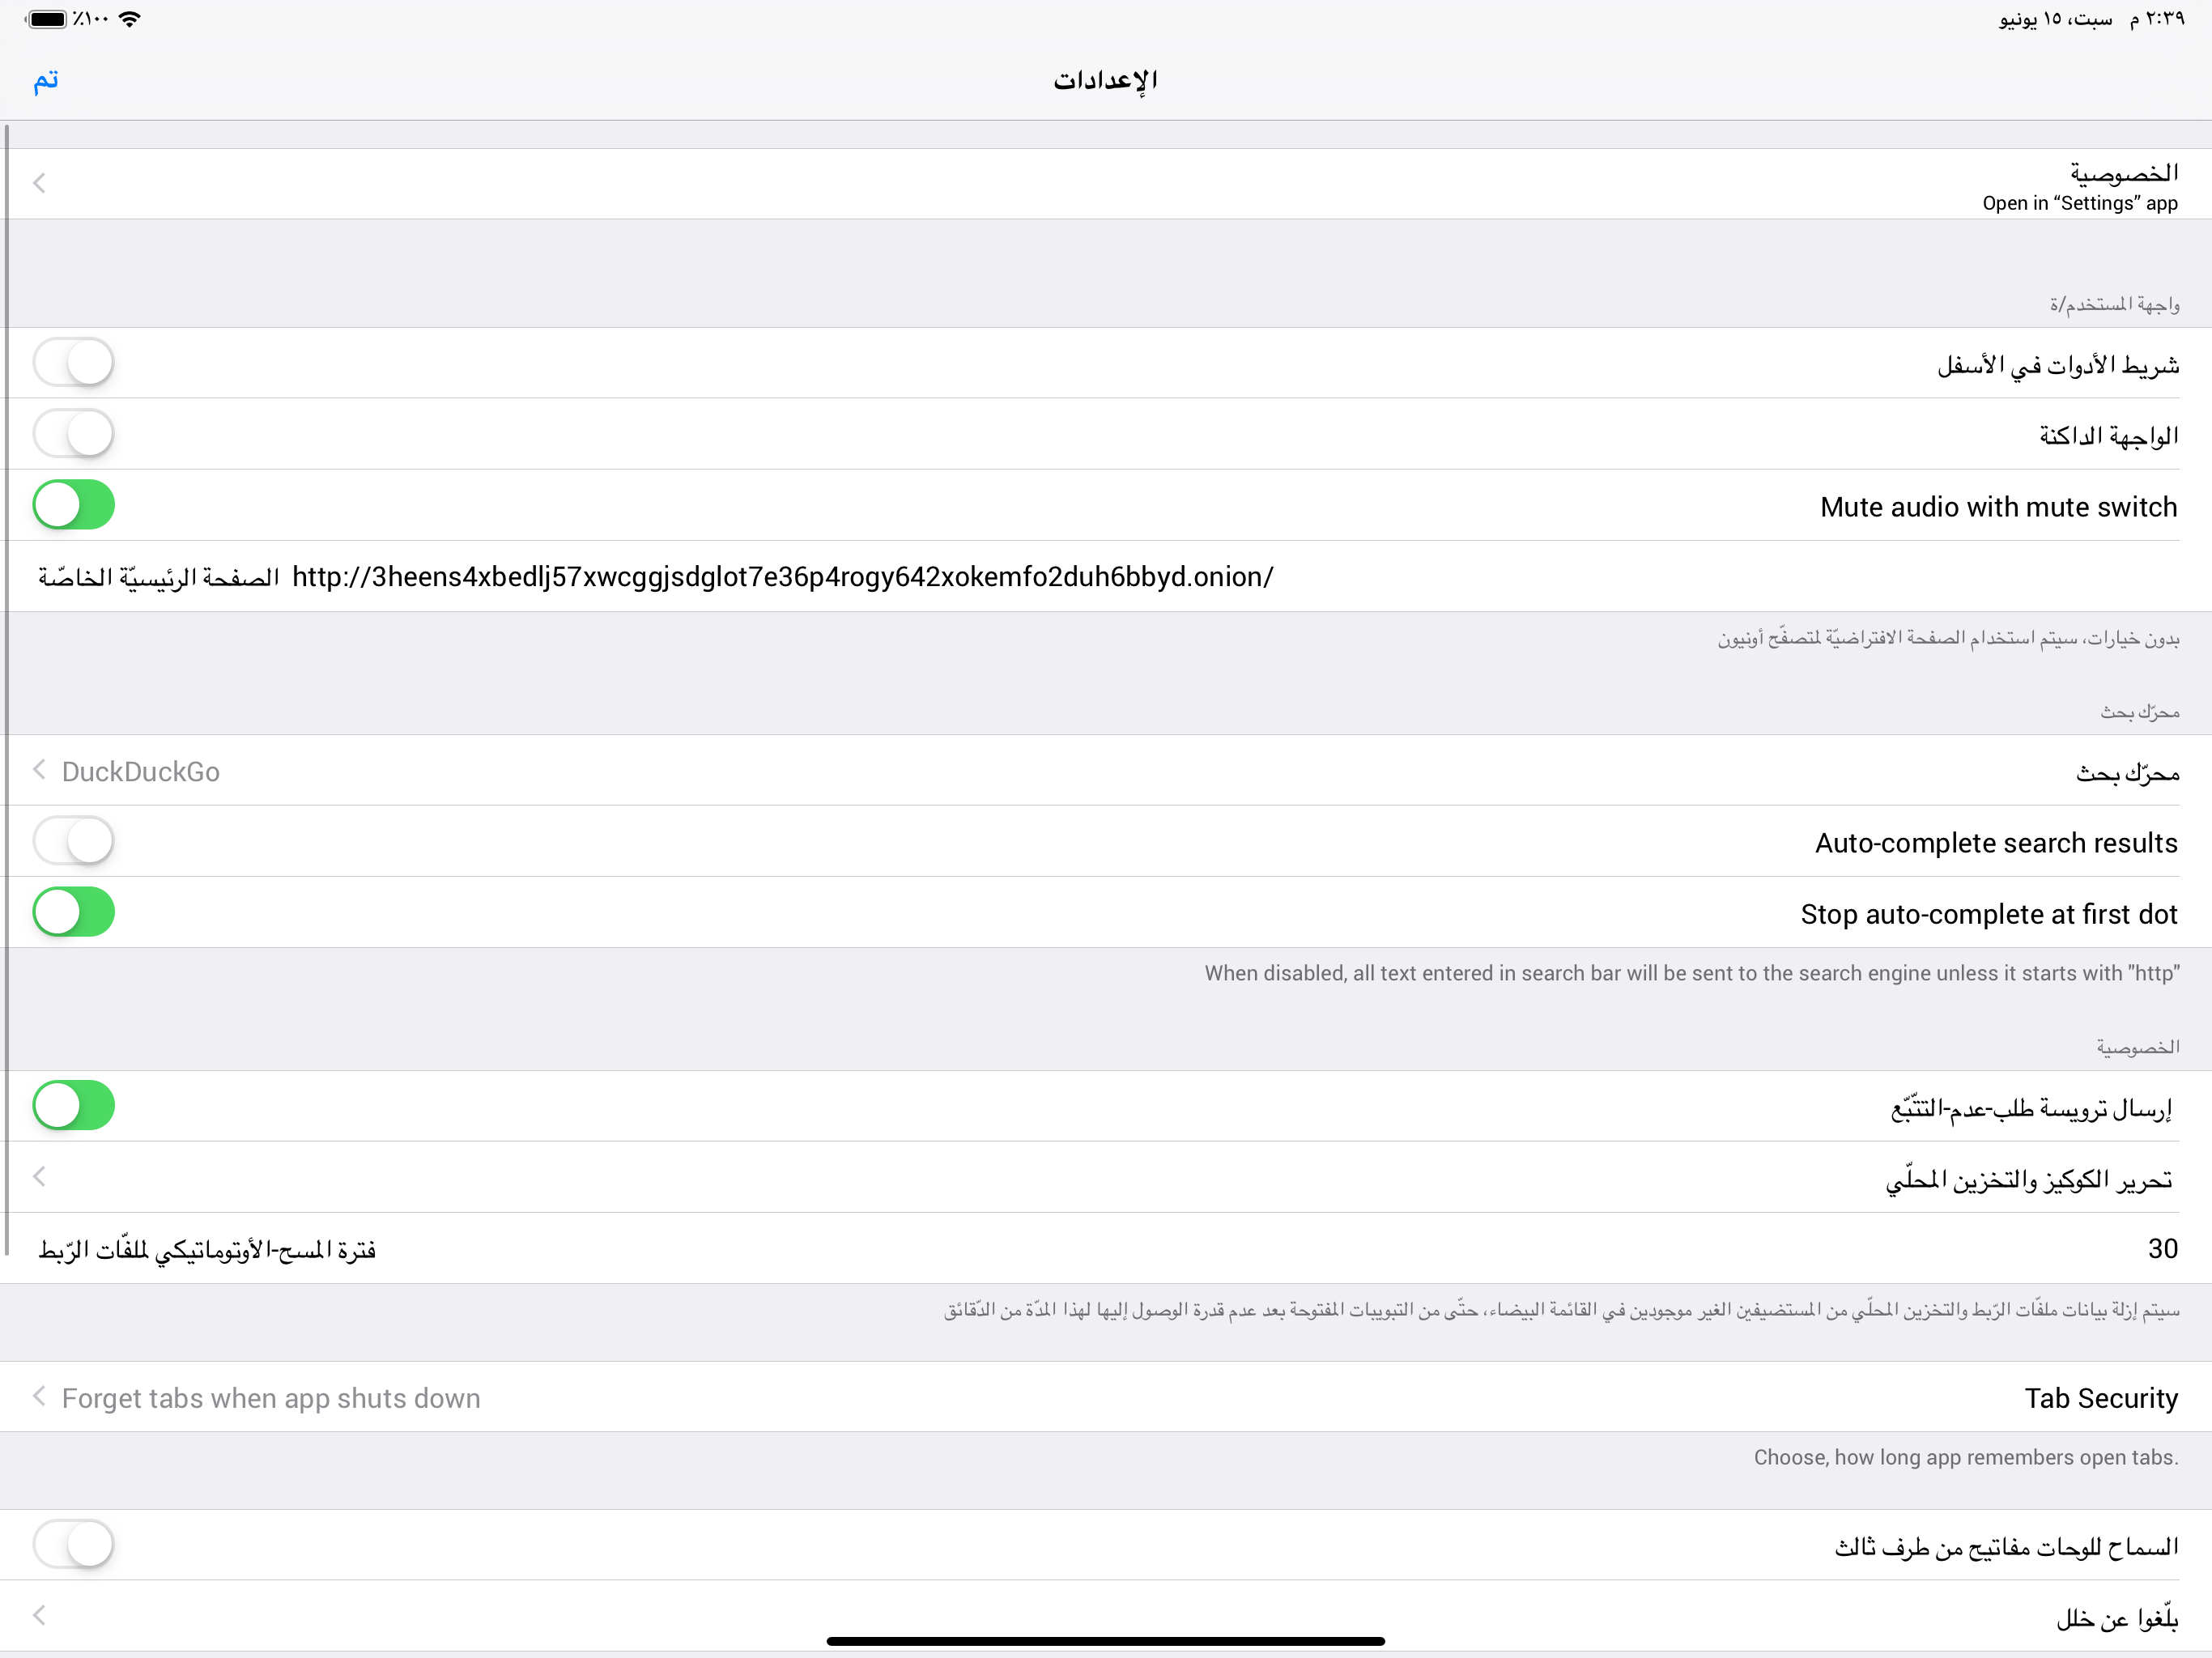 ٢:٣٩ م سبت، ١٥ يونيو ٪١٠٠
الإعدادات
تم
الخصوصية
Open in “Settings” app
واجهة المستخدم/ة
شريط الأدوات في الأسفل
الواجهة الداكنة
Mute audio with mute switch
الصفحة الرئيسيّة الخاصّة http://3heens4xbedlj57xwcggjsdglot7e36p4rogy642xokemfo2duh6bbyd.onion/
بدون خيارات، سيتم استخدام الصفحة الافتراضيّة لمتصفّح أونيون
محرّك بحث
محرّك بحث DuckDuckGo
Auto-complete search results
Stop auto-complete at first dot
When disabled, all text entered in search bar will be sent to the search engine unless it starts with "http"
الخصوصية
إرسال ترويسة طلب-عدم-التتّبّع
تحرير الكوكيز والتخزين المحلّي
30 فترة المسح-الأوتوماتيكي لملفّات الرّبط
سيتم إزلة بيانات ملفّات الرّبط والتخزين المحلّي من المستضيفين الغير موجودين في القائمة البيضاء، حتّى من التبويبات المفتوحة بعد عدم قدرة الوصول إليها لهذا المدّة من الدّقائق
Tab Security Forget tabs when app shuts down
Choose, how long app remembers open tabs.
السماح للوحات مفاتيح من طرف ثالث
بلّغوا عن خلل